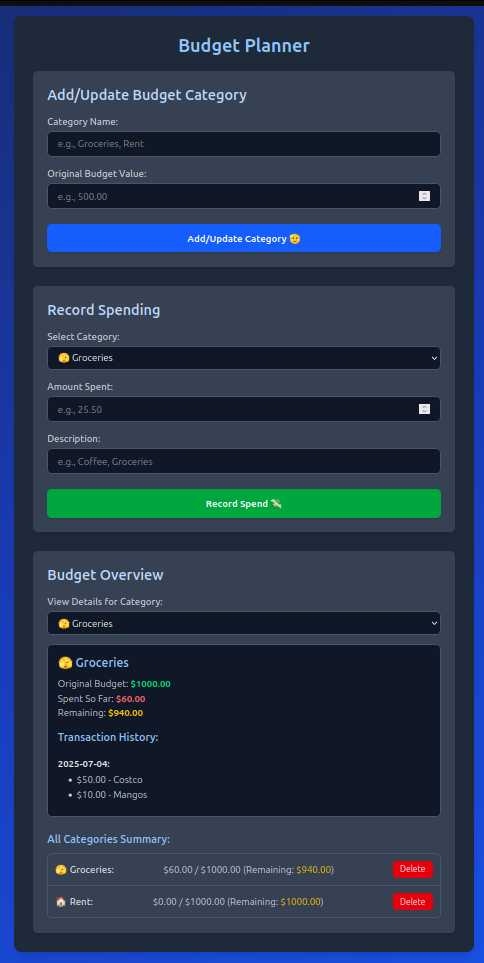 Budget Planner
Add/Update Budget Category
Category Name:
e.g., Groceries, Rent
Original Budget Value:
e.g., 500.00
Add/Update Category 🫡
Record Spending
Select Category:
🫣 Groceries
Amount Spent:
e.g., 25.50
Description:
e.g., Coffee, Groceries
Record Spend 💸
Budget Overview
View Details for Category:
🫣 Groceries
🫣 Groceries
Original Budget: $1000.00
Spent So Far: $60.00
Remaining: $940.00
Transaction History:
2025-07-04:
• $50.00 - Costco
• $10.00 - Mangos
All Categories Summary:
🫣 Groceries: $60.00 / $1000.00 (Remaining: $940.00) Delete
🏠 Rent: $0.00 / $1000.00 (Remaining: $1000.00) Delete